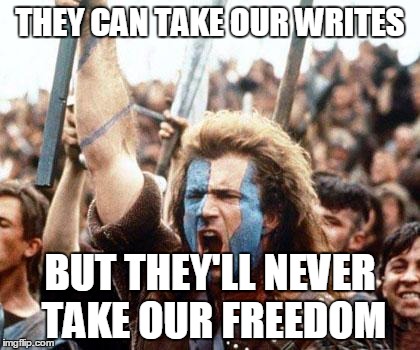 THEY CAN TAKE OUR WRITES
BUT THEY'LL NEVER
TAKE OUR FREEDOM
imgflip.com